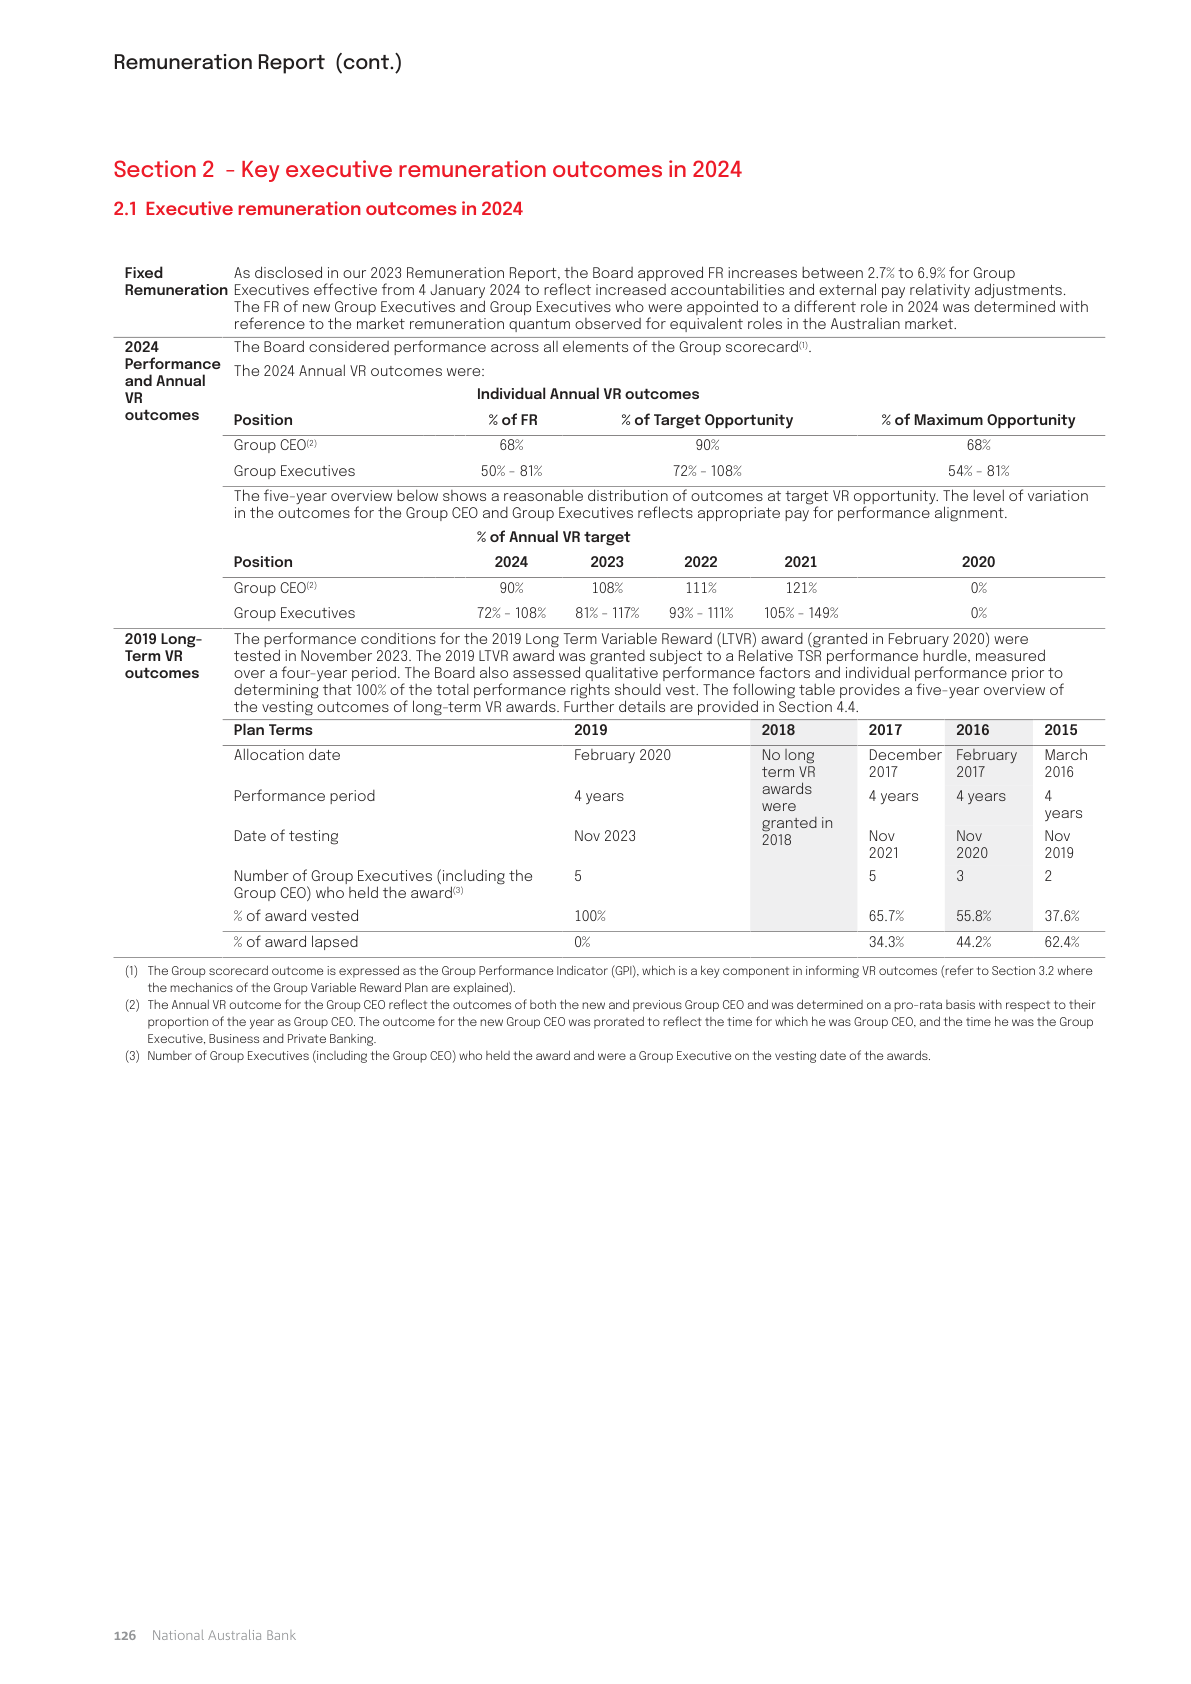 Remuneration Report (cont.)
Section 2 - Key executive remuneration outcomes in 2024
2.1 Executive remuneration outcomes in 2024
Fixed Remuneration
As disclosed in our 2023 Remuneration Report, the Board approved FR increases between 2.7% to 6.9% for Group
Executives effective from 4 January 2024 to reflect increased accountabilities and external pay relativity adjustments.
The FR of new Group Executives and Group Executives who were appointed to a different role in 2024 was determined with
reference to the market remuneration quantum observed for equivalent roles in the Australian market.
2024
Performance
and Annual
VR
outcomes
The Board considered performance across all elements of the Group scorecard(1).
The 2024 Annual VR outcomes were:
Individual Annual VR outcomes
Position % of FR % of Target Opportunity % of Maximum Opportunity
Group CEO(2) 68% 90% 68%
Group Executives 50% - 81% 72% - 108% 54% - 81%
The five-year overview below shows a reasonable distribution of outcomes at target VR opportunity. The level of variation
in the outcomes for the Group CEO and Group Executives reflects appropriate pay for performance alignment.
% of Annual VR target
Position 2024 2023 2022 2021 2020
Group CEO(2) 90% 108% 111% 121% 0%
Group Executives 72% - 108% 81% - 117% 93% - 111% 105% - 149% 0%
2019 Long-
Term VR
outcomes
The performance conditions for the 2019 Long Term Variable Reward (LTVR) award (granted in February 2020) were
tested in November 2023. The 2019 LTVR award was granted subject to a Relative TSR performance hurdle, measured
over a four-year period. The Board also assessed qualitative performance factors and individual performance prior to
determining that 100% of the total performance rights should vest. The following table provides a five-year overview of
the vesting outcomes of long-term VR awards. Further details are provided in Section 4.4.
Plan Terms 2019 2018 2017 2016 2015
Allocation date February 2020 No long term VR awards were granted in 2018 December 2017 February 2017 March 2016
Performance period 4 years 4 years 4 years 4 years
Date of testing Nov 2023 Nov 2021 Nov 2020 Nov 2019
Number of Group Executives (including the
Group CEO) who held the award(3) 5 5 3 2
% of award vested 100% 65.7% 55.8% 37.6%
% of award lapsed 0% 34.3% 44.2% 62.4%
(1) The Group scorecard outcome is expressed as the Group Performance Indicator (GPI), which is a key component in informing VR outcomes (refer to Section 3.2 where
the mechanics of the Group Variable Reward Plan are explained).
(2) The Annual VR outcome for the Group CEO reflect the outcomes of both the new and previous Group CEO and was determined on a pro-rata basis with respect to their
proportion of the year as Group CEO. The outcome for the new Group CEO was prorated to reflect the time for which he was Group CEO, and the time he was the Group
Executive, Business and Private Banking.
(3) Number of Group Executives (including the Group CEO) who held the award and were a Group Executive on the vesting date of the awards.
126 National Australia Bank